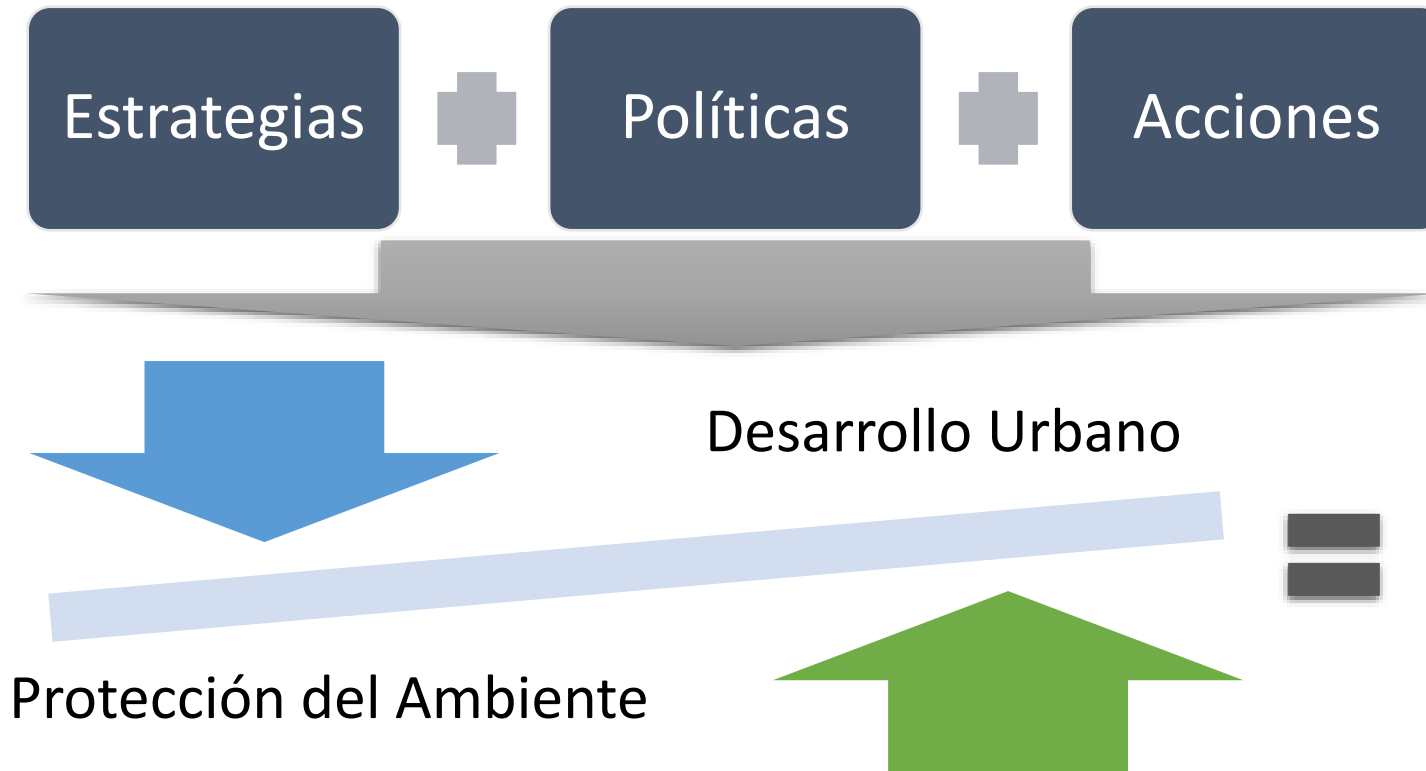 Estrategias
Políticas
Acciones
Desarrollo Urbano
Protección del Ambiente